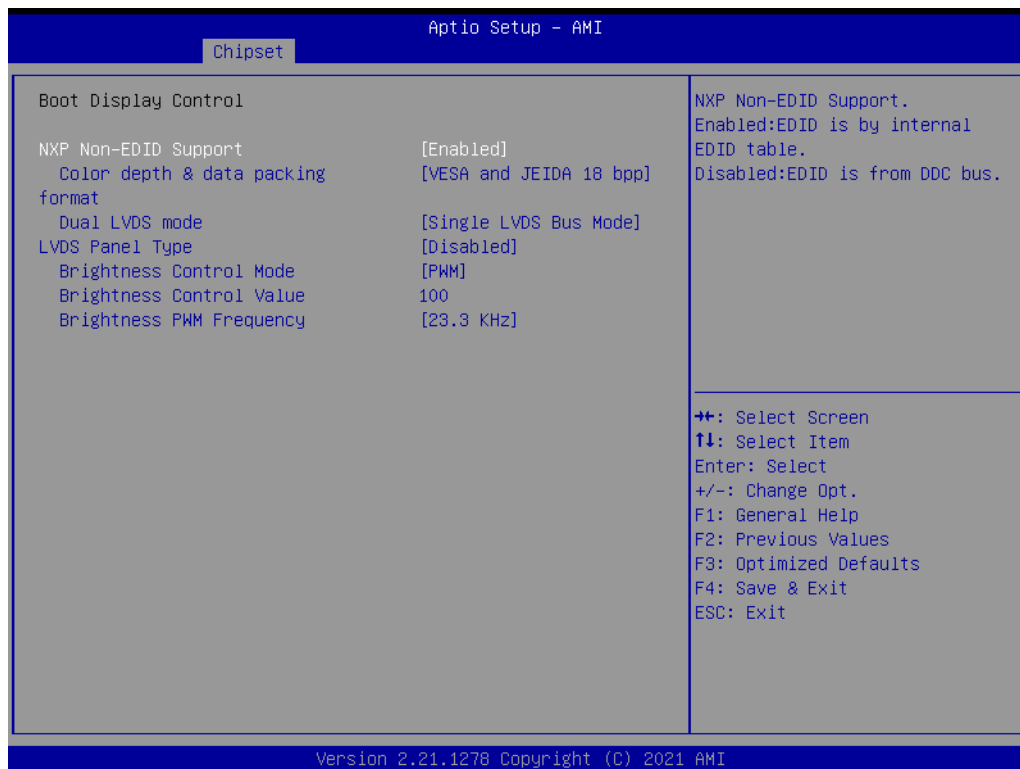 Aptio Setup – AMI
Chipset
Boot Display Control
NXP Non-EDID Support [Enabled]
Color depth & data packing [VESA and JEIDA 18 bpp]
format
Dual LVDS mode [Single LVDS Bus Mode]
LVDS Panel Type [Disabled]
Brightness Control Mode [PWM]
Brightness Control Value 100
Brightness PWM Frequency [23.3 KHz]
NXP Non-EDID Support.
Enabled:EDID is by internal
EDID table.
Disabled:EDID is from DDC bus.
→←: Select Screen
↑↓: Select Item
Enter: Select
+/-: Change Opt.
F1: General Help
F2: Previous Values
F3: Optimized Defaults
F4: Save & Exit
ESC: Exit
Version 2.21.1278 Copyright (C) 2021 AMI